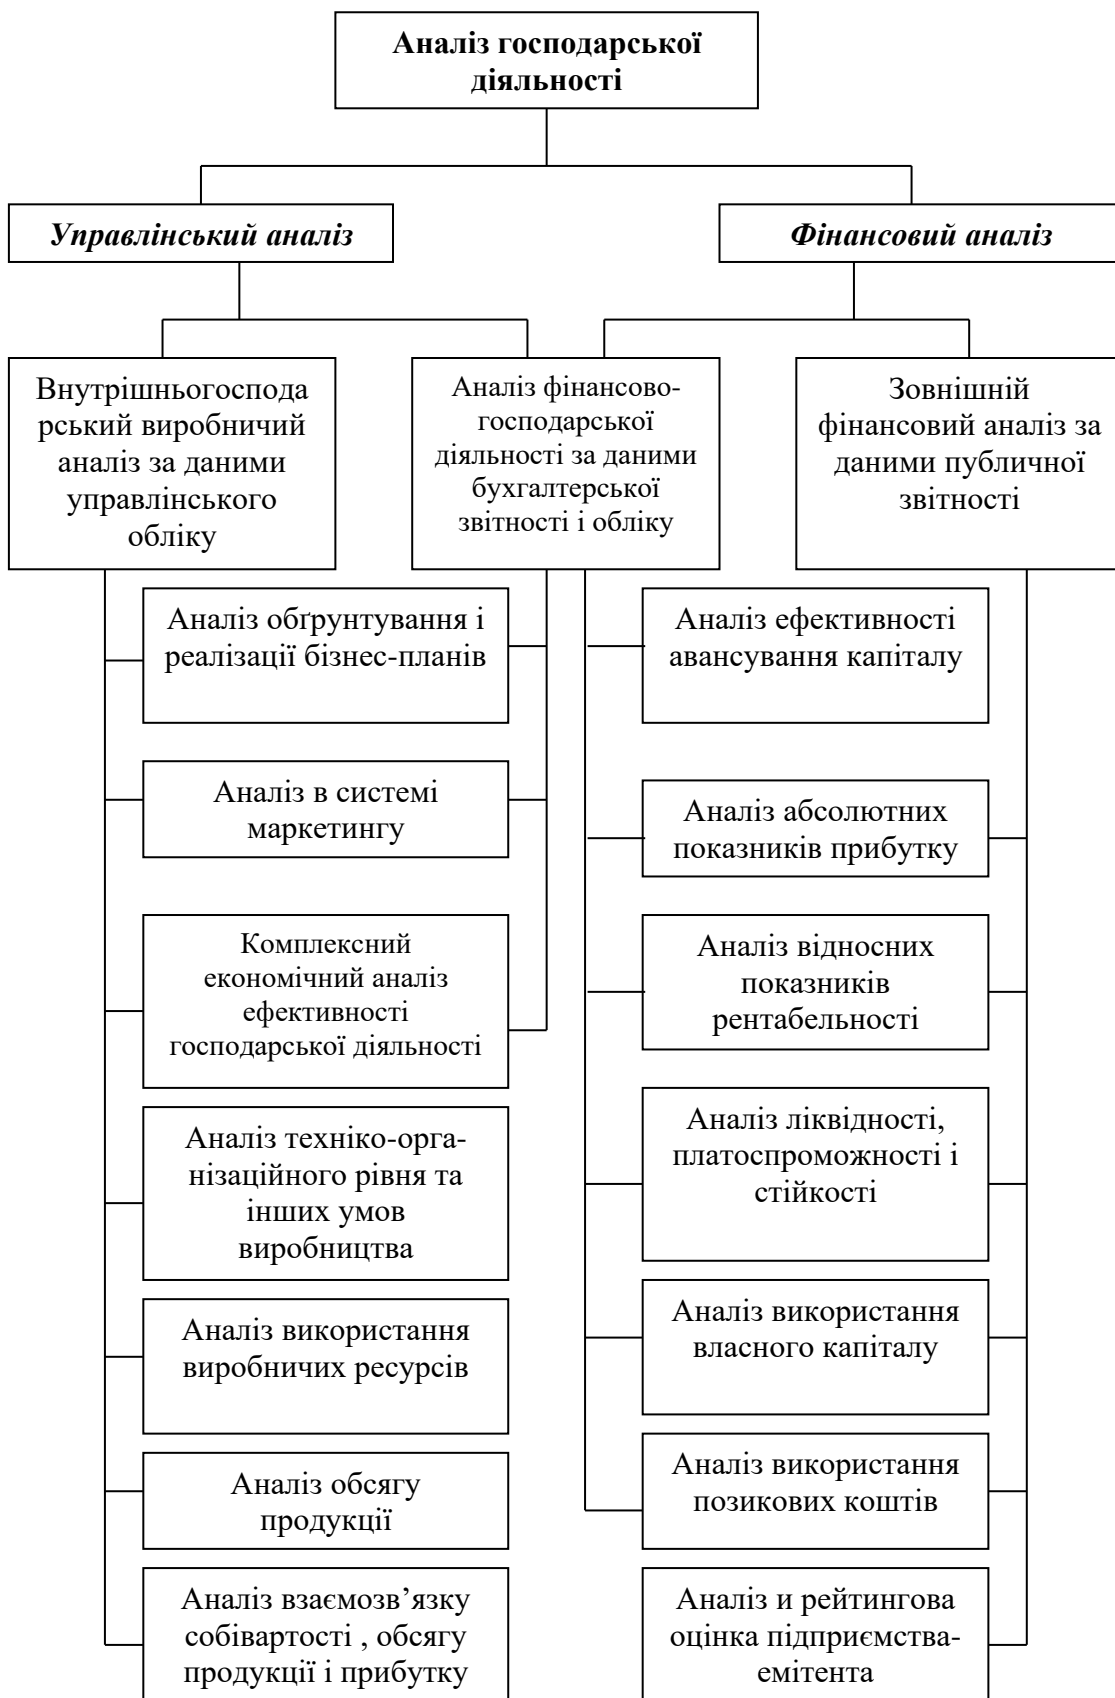 Аналіз господарської
діяльності
Управлінський аналіз
Фінансовий аналіз
Внутрішньогоспода
рський виробничий
аналіз за даними
управлінського
обліку
Аналіз фінансово-
господарської
діяльності за даними
бухгалтерської
звітності і обліку
Зовнішній
фінансовий аналіз за
даними публичної
звітності
Аналіз обґрунтування і
реалізації бізнес-планів
Аналіз в системі
маркетингу
Комплексний
економічний аналіз
ефективності
господарської діяльності
Аналіз техніко-орга-
нізаційного рівня та
інших умов
виробництва
Аналіз використання
виробничих ресурсів
Аналіз обсягу
продукції
Аналіз взаємозв’язку
собівартості , обсягу
продукції і прибутку
Аналіз ефективності
авансування капіталу
Аналіз абсолютних
показників прибутку
Аналіз відносних
показників
рентабельності
Аналіз ліквідності,
платоспроможності і
стійкості
Аналіз використання
власного капіталу
Аналіз використання
позикових коштів
Аналіз и рейтингова
оцінка підприємства-
емітента